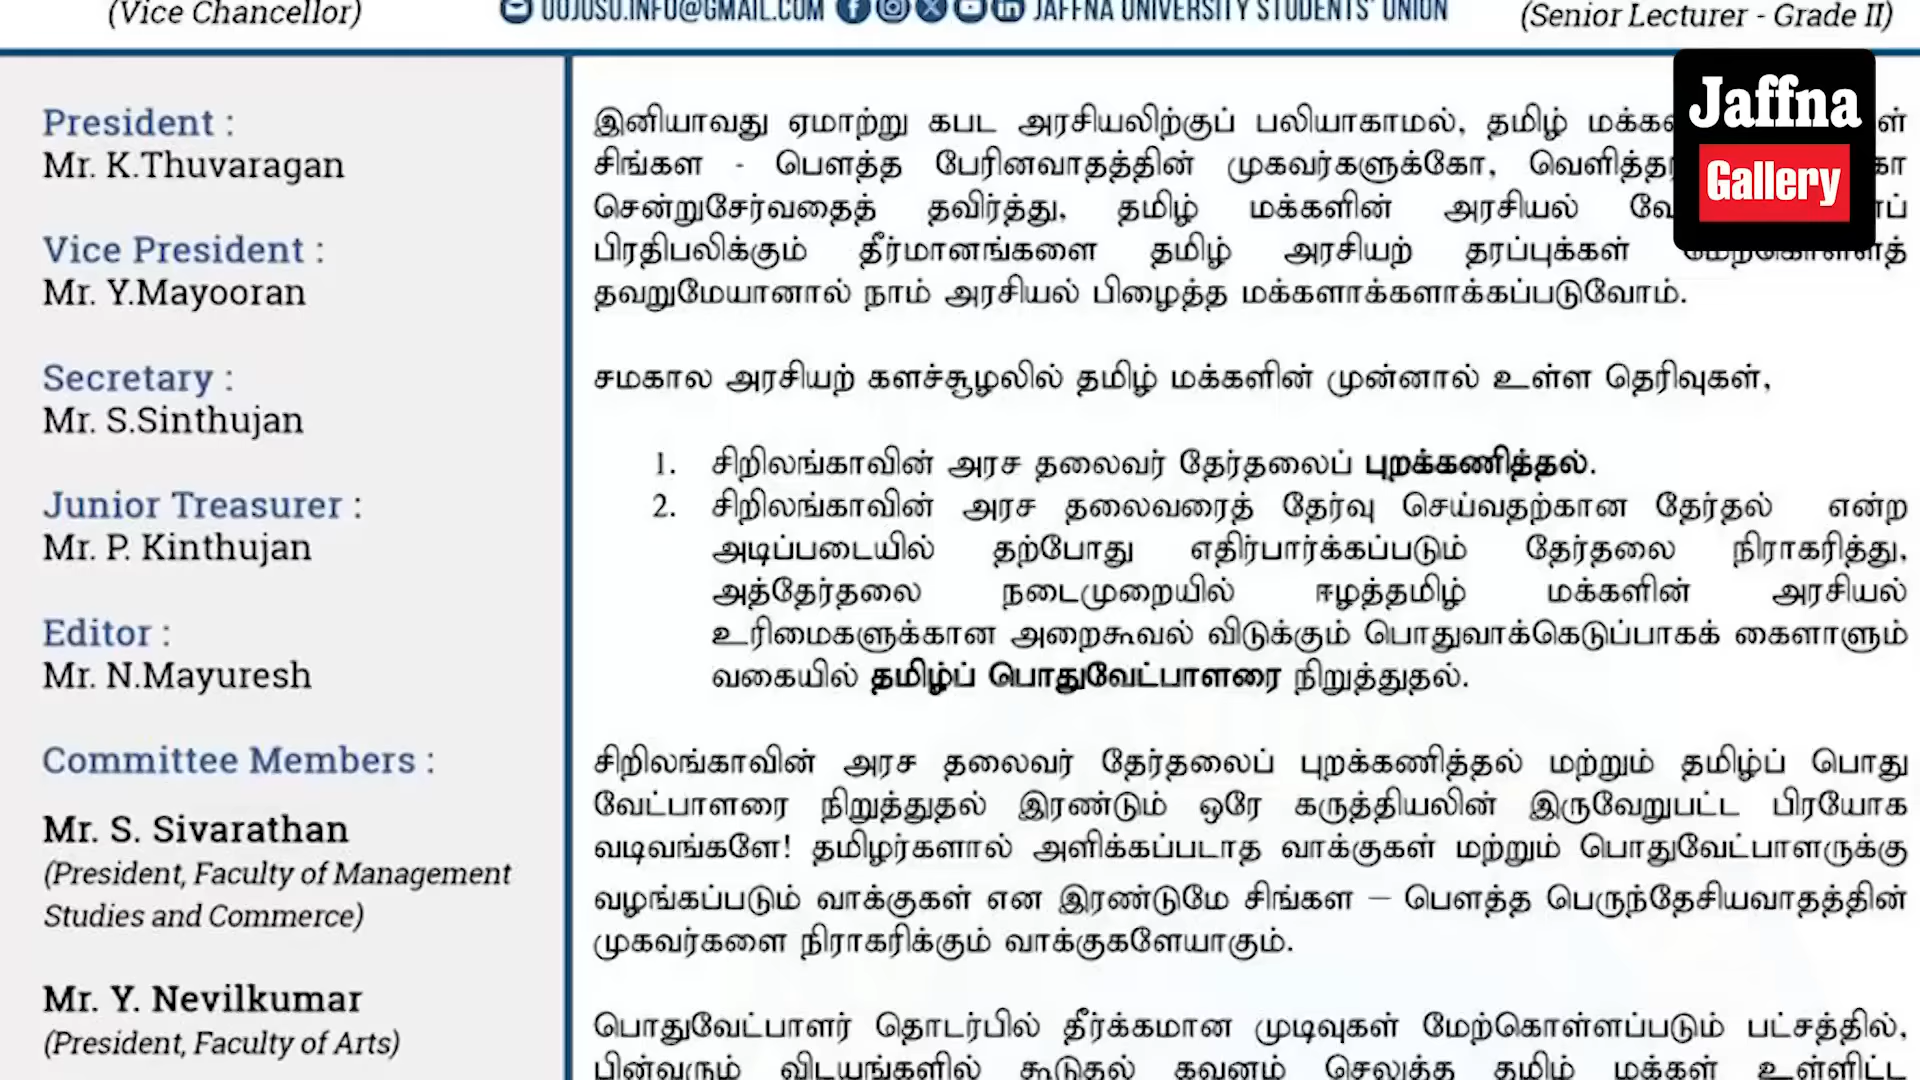 (Vice Chancellor)
UOJUSU.INFO@GMAIL.COM JAFFNA UNIVERSITY STUDENTS' UNION
(Senior Lecturer - Grade II)
Jaffna
Gallery
President :
Mr. K.Thuvaragan
Vice President :
Mr. Y.Mayooran
Secretary :
Mr. S.Sinthujan
Junior Treasurer :
Mr. P. Kinthujan
Editor :
Mr. N.Mayuresh
Committee Members :
Mr. S. Sivarathan
(President, Faculty of Management
Studies and Commerce)
Mr. Y. Nevilkumar
(President, Faculty of Arts)
இனியாவது ஏமாற்று கபட அரசியலிற்குப் பலியாகாமல், தமிழ்
சிங்கள - பௌத்த பேரினவாதத்தின் முகவர்களுக்கோ,
சென்றுசேர்வதைத் தவிர்த்து, தமிழ் மக்களின் அரசியல்
பிரதிபலிக்கும் தீர்மானங்களை தமிழ் அரசியற் தரப்புக்கள் மேற்கொள்ளத்
தவறுமேயானால் நாம் அரசியல் பிழைத்த மக்களாக்களாக்கப்படுவோம்.
சமகால அரசியற் களச்சூழலில் தமிழ் மக்களின் முன்னால் உள்ள தெரிவுகள்,
1. சிறிலங்காவின் அரச தலைவர் தேர்தலைப் புறக்கணித்தல்.
2. சிறிலங்காவின் அரச தலைவரைத் தேர்வு செய்வதற்கான தேர்தல் என்ற
அடிப்படையில் தற்போது எதிர்பார்க்கப்படும் தேர்தலை நிராகரித்து,
அத்தேர்தலை நடைமுறையில் ஈழத்தமிழ் மக்களின் அரசியல்
உரிமைகளுக்கான அறைகூவல் விடுக்கும் பொதுவாக்கெடுப்பாகக் கைளாளும்
வகையில் தமிழ்ப் பொதுவேட்பாளரை நிறுத்துதல்.
சிறிலங்காவின் அரச தலைவர் தேர்தலைப் புறக்கணித்தல் மற்றும் தமிழ்ப் பொது
வேட்பாளரை நிறுத்துதல் இரண்டும் ஒரே கருத்தியலின் இருவேறுபட்ட பிரயோக
வடிவங்களே! தமிழர்களால் அளிக்கப்படாத வாக்குகள் மற்றும் பொதுவேட்பாளருக்கு
வழங்கப்படும் வாக்குகள் என இரண்டுமே சிங்கள – பௌத்த பெருந்தேசியவாதத்தின்
முகவர்களை நிராகரிக்கும் வாக்குகளேயாகும்.
பொதுவேட்பாளர் தொடர்பில் தீர்க்கமான முடிவுகள் மேற்கொள்ளப்படும் பட்சத்தில்,
பின்வரும் விடயங்களில் கூடுதல் கவனம் செலுத்த தமிழ் மக்கள் உள்ளிட்ட